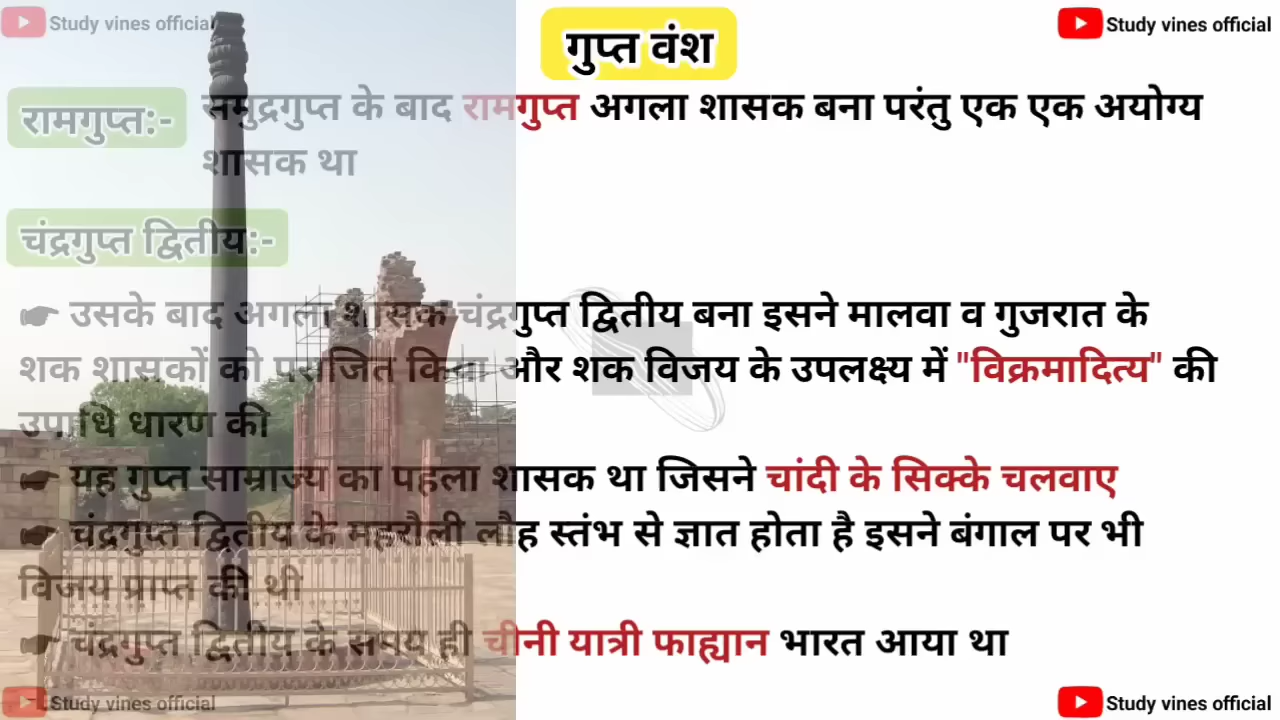 Study vines official
Study vines official
गुप्त वंश
रामगुप्त:- समुद्रगुप्त के बाद रामगुप्त अगला शासक बना परंतु एक एक अयोग्य
शासक था
चंद्रगुप्त द्वितीय:-
☛ उसके बाद अगला शासक चंद्रगुप्त द्वितीय बना इसने मालवा व गुजरात के
शक शासकों को पराजित किया और शक विजय के उपलक्ष्य में "विक्रमादित्य" की
उपाधि धारण की
☛ यह गुप्त साम्राज्य का पहला शासक था जिसने चांदी के सिक्के चलवाए
☛ चंद्रगुप्त द्वितीय के महरौली लौह स्तंभ से ज्ञात होता है इसने बंगाल पर भी
विजय प्राप्त की थी
☛ चंद्रगुप्त द्वितीय के समय ही चीनी यात्री फाह्यान भारत आया था
Study vines official
Study vines official